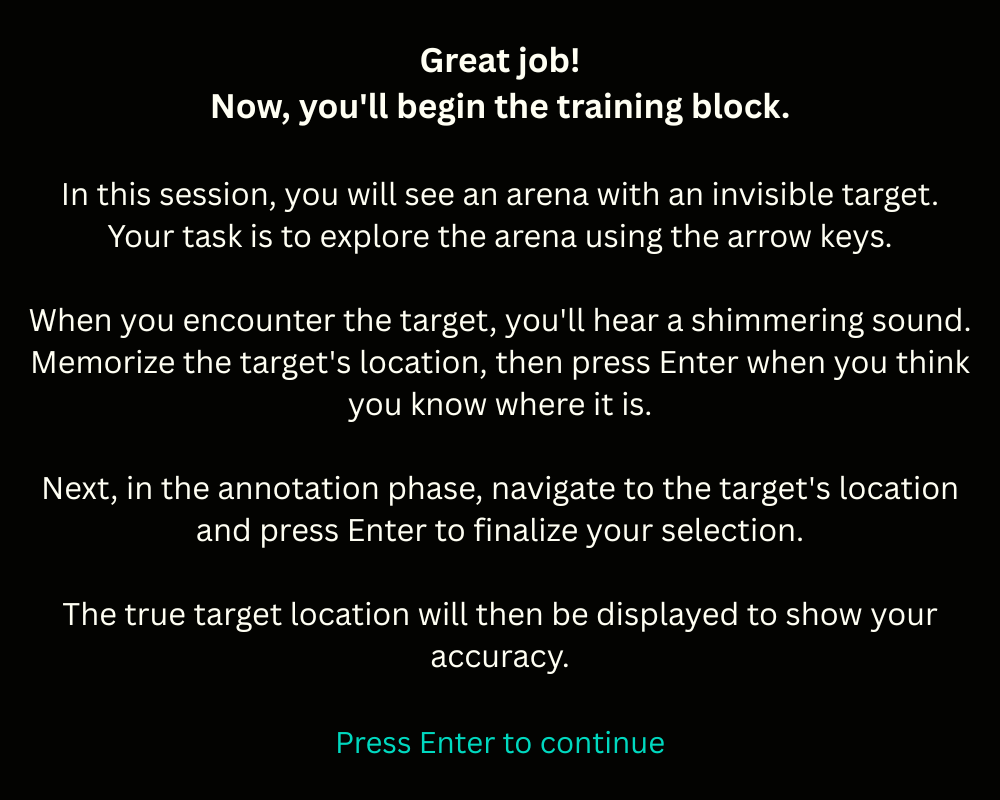 Great job!
Now, you'll begin the training block.
In this session, you will see an arena with an invisible target.
Your task is to explore the arena using the arrow keys.
When you encounter the target, you'll hear a shimmering sound.
Memorize the target's location, then press Enter when you think
you know where it is.
Next, in the annotation phase, navigate to the target's location
and press Enter to finalize your selection.
The true target location will then be displayed to show your
accuracy.
Press Enter to continue